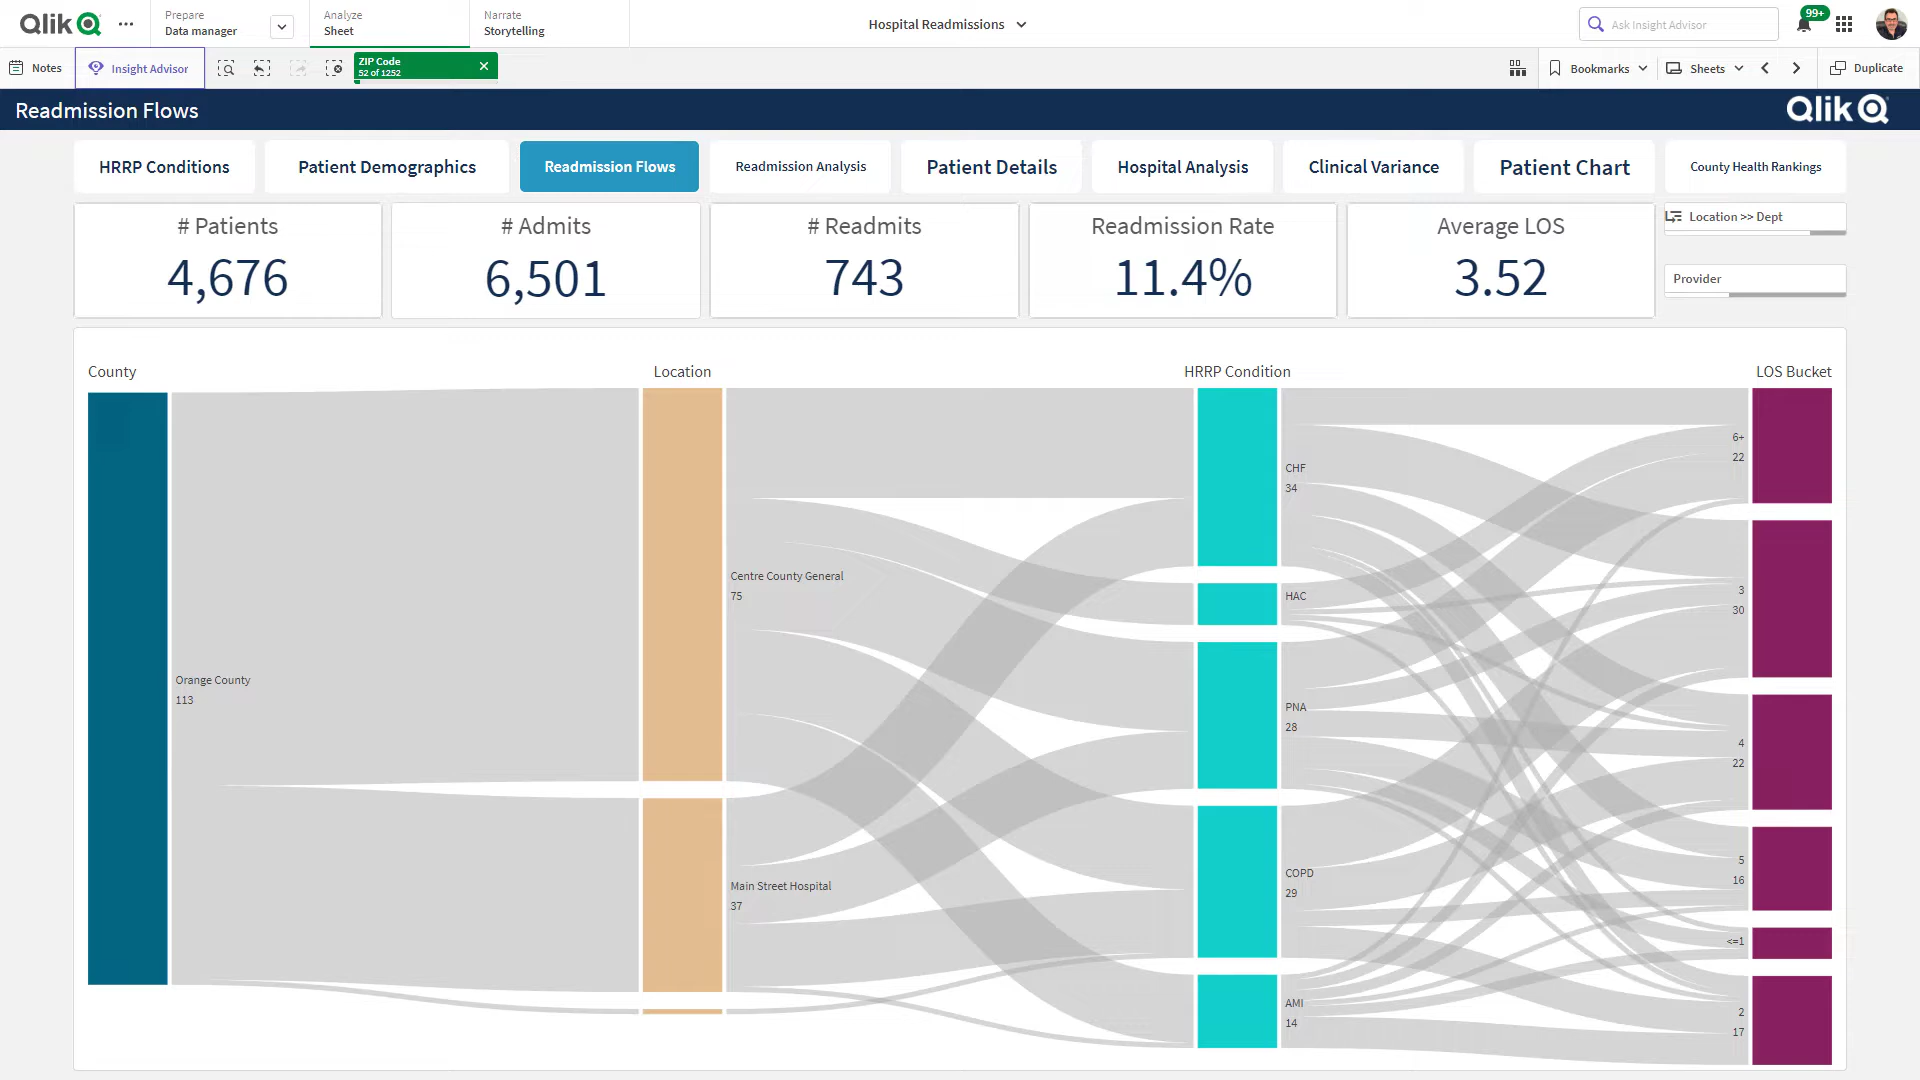 Qlik
Prepare
Data manager
Analyze
Sheet
Narrate
Storytelling
Hospital Readmissions
Ask Insight Advisor
99+
Notes
Insight Advisor
ZIP Code
52 of 1252
Bookmarks
Sheets
Duplicate
Readmission Flows
Qlik
HRRP Conditions
Patient Demographics
Readmission Flows
Readmission Analysis
Patient Details
Hospital Analysis
Clinical Variance
Patient Chart
County Health Rankings
# Patients
4,676
# Admits
6,501
# Readmits
743
Readmission Rate
11.4%
Average LOS
3.52
Location >> Dept
Provider
County
Location
HRRP Condition
LOS Bucket
Orange County
113
Centre County General
75
Main Street Hospital
37
CHF
34
HAC
PNA
28
COPD
29
AMI
14
6+
22
3
30
4
22
5
16
<=1
2
17